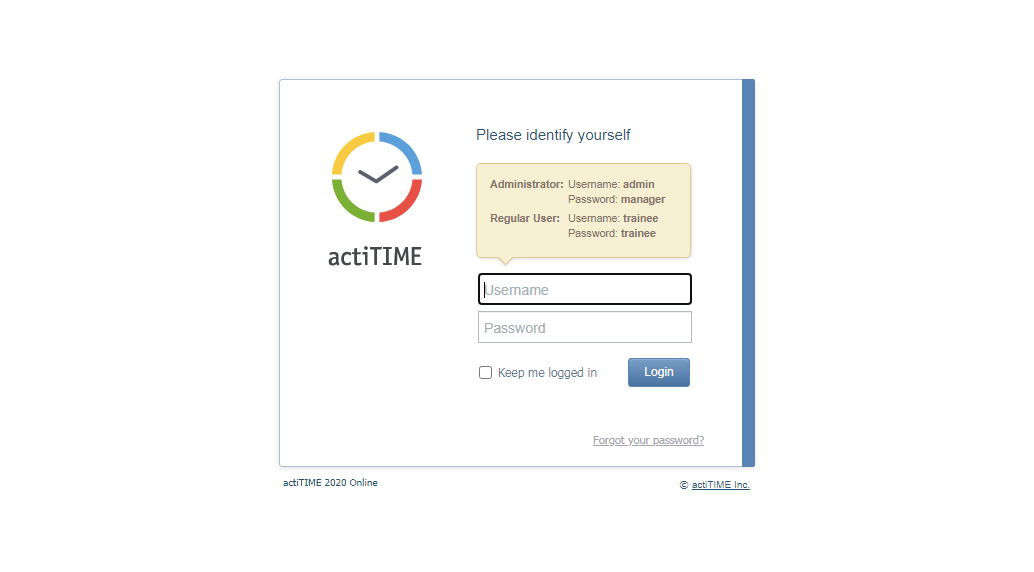 Please identify yourself
Administrator: Username: admin
Password: manager
Regular User: Username: trainee
Password: trainee
actiTIME
Username
Password
Keep me logged in Login
Forgot your password?
actiTIME 2020 Online © actiTIME Inc.